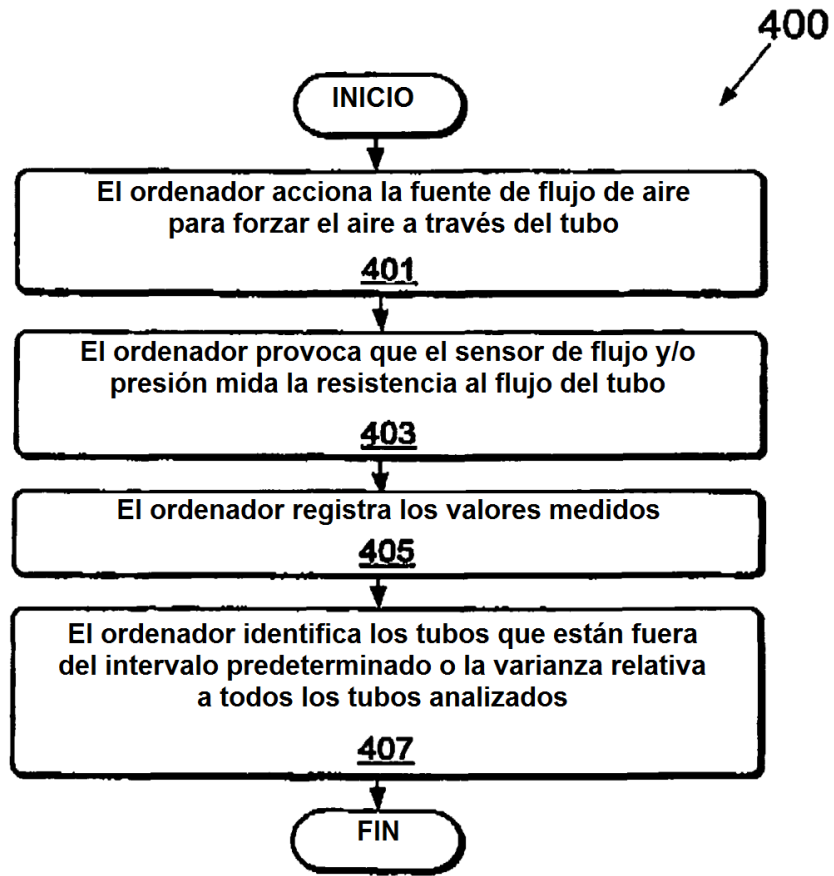 400
INICIO
El ordenador acciona la fuente de flujo de aire
para forzar el aire a través del tubo
401
El ordenador provoca que el sensor de flujo y/o
presión mida la resistencia al flujo del tubo
403
El ordenador registra los valores medidos
405
El ordenador identifica los tubos que están fuera
del intervalo predeterminado o la varianza relativa
a todos los tubos analizados
407
FIN